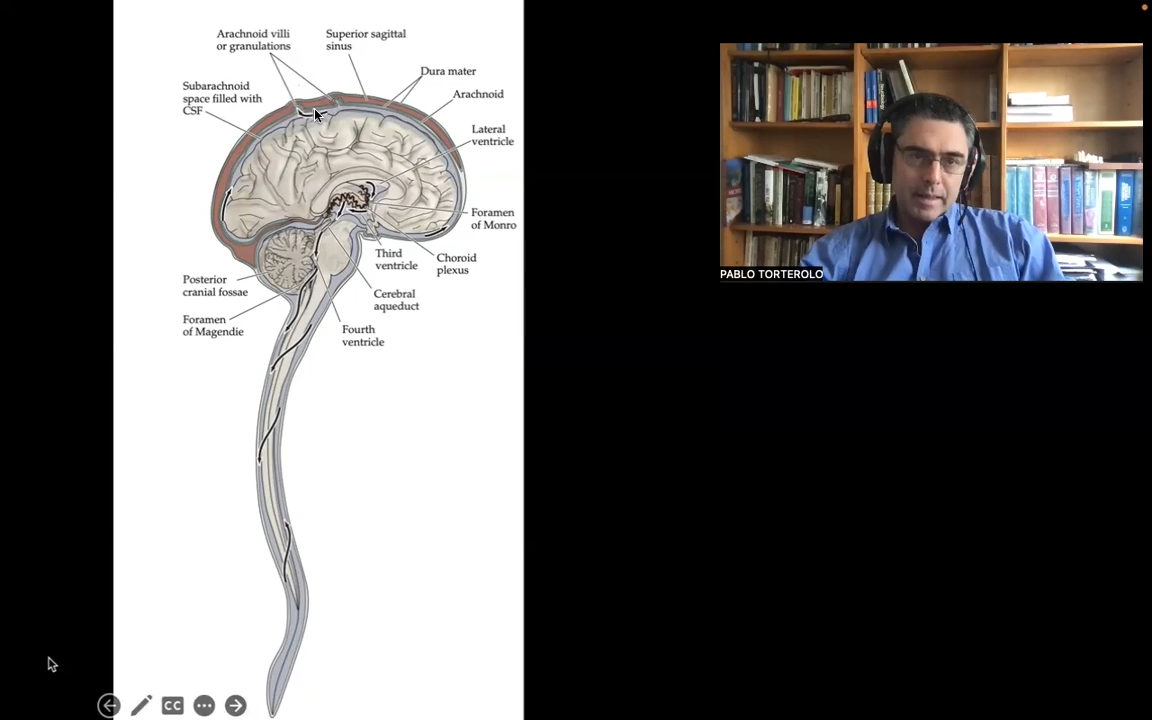 Arachnoid villi
or granulations
Superior sagittal
sinus
Dura mater
Subarachnoid
space filled with
CSF
Arachnoid
Lateral
ventricle
Foramen
of Monro
Third
ventricle
Choroid
plexus
Posterior
cranial fossae
Cerebral
aqueduct
Foramen
of Magendie
Fourth
ventricle
PABLO TORTEROLO
CC